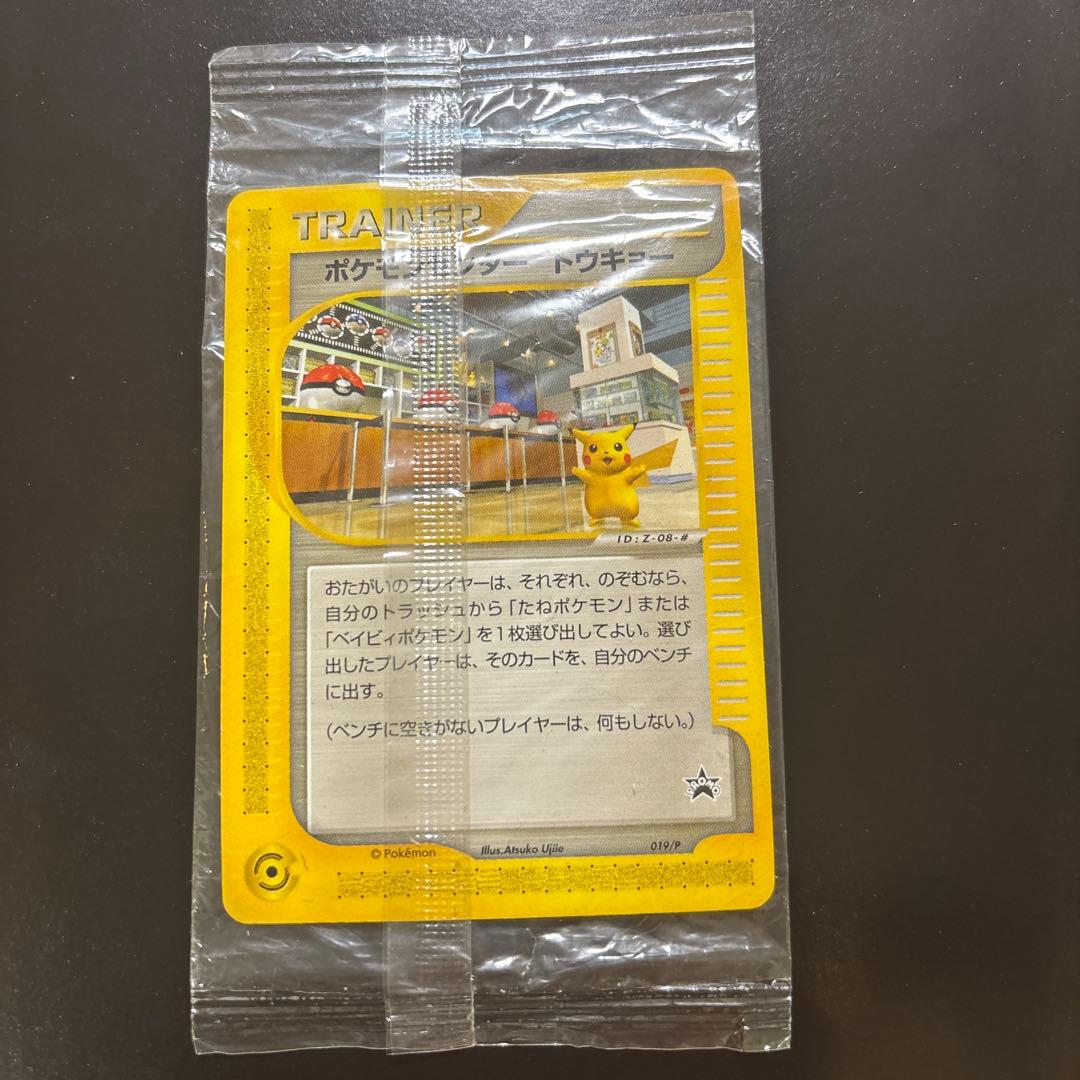 TRAINER
ポケモンセンター トウキョー
ID:Z-08-#
おたがいのプレイヤーは、それぞれ、のぞむなら、
自分のトラッシュから「たねポケモン」または
「ベイビィポケモン」を1枚選び出してよい。選び
出したプレイヤーは、そのカードを、自分のベンチ
に出す。
(ベンチに空きがないプレイヤーは、何もしない。)
PROMO
©Pokémon
Illus.Atsuko Ujiie
019/P